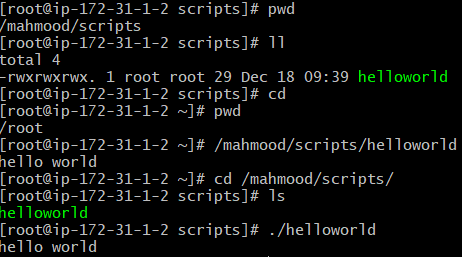 [root@ip-172-31-1-2 scripts]# pwd
/mahmood/scripts
[root@ip-172-31-1-2 scripts]# ll
total 4
-rwxrwxrwx. 1 root root 29 Dec 18 09:39 helloworld
[root@ip-172-31-1-2 scripts]# cd
[root@ip-172-31-1-2 ~]# pwd
/root
[root@ip-172-31-1-2 ~]# /mahmood/scripts/helloworld
hello world
[root@ip-172-31-1-2 ~]# cd /mahmood/scripts/
[root@ip-172-31-1-2 scripts]# ls
helloworld
[root@ip-172-31-1-2 scripts]# ./helloworld
hello world